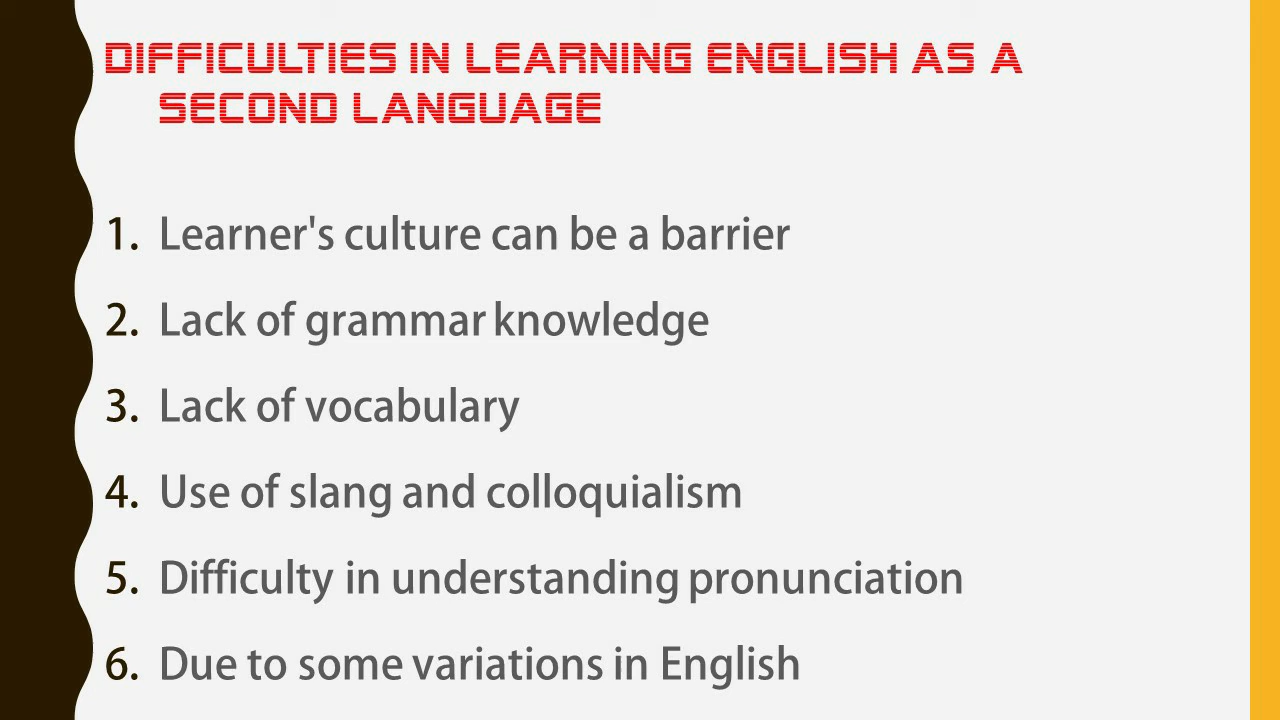 DIFFICULTIES IN LEARNING ENGLISH AS A
SECOND LANGUAGE
1. Learner's culture can be a barrier
2. Lack of grammar knowledge
3. Lack of vocabulary
4. Use of slang and colloquialism
5. Difficulty in understanding pronunciation
6. Due to some variations in English